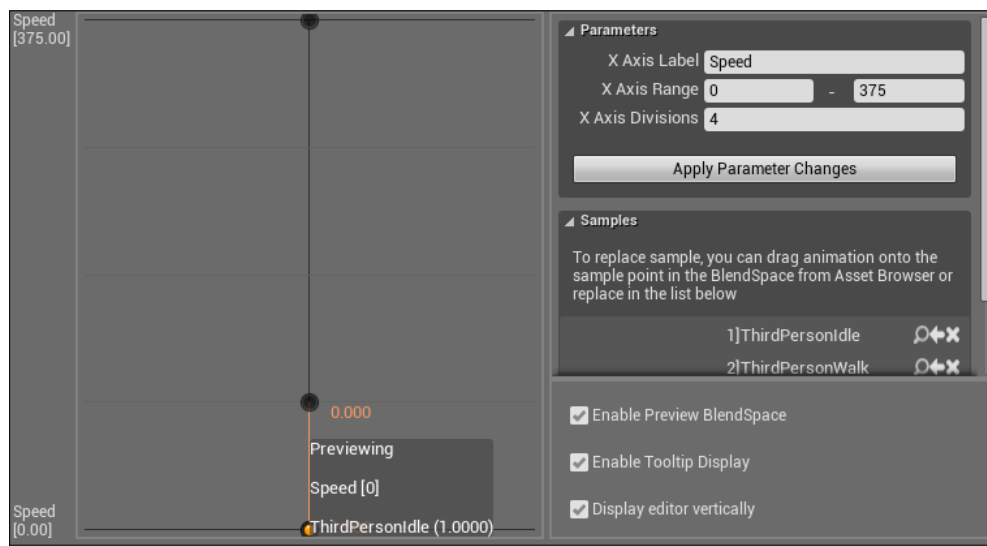 Speed
[375.00]
0.000
Previewing
Speed [0]
ThirdPersonIdle (1.0000)
Speed
[0.00]
Parameters
X Axis Label Speed
X Axis Range 0 - 375
X Axis Divisions 4
Apply Parameter Changes
Samples
To replace sample, you can drag animation onto the
sample point in the BlendSpace from Asset Browser or
replace in the list below
1]ThirdPersonIdle
2]ThirdPersonWalk
Enable Preview BlendSpace
Enable Tooltip Display
Display editor vertically